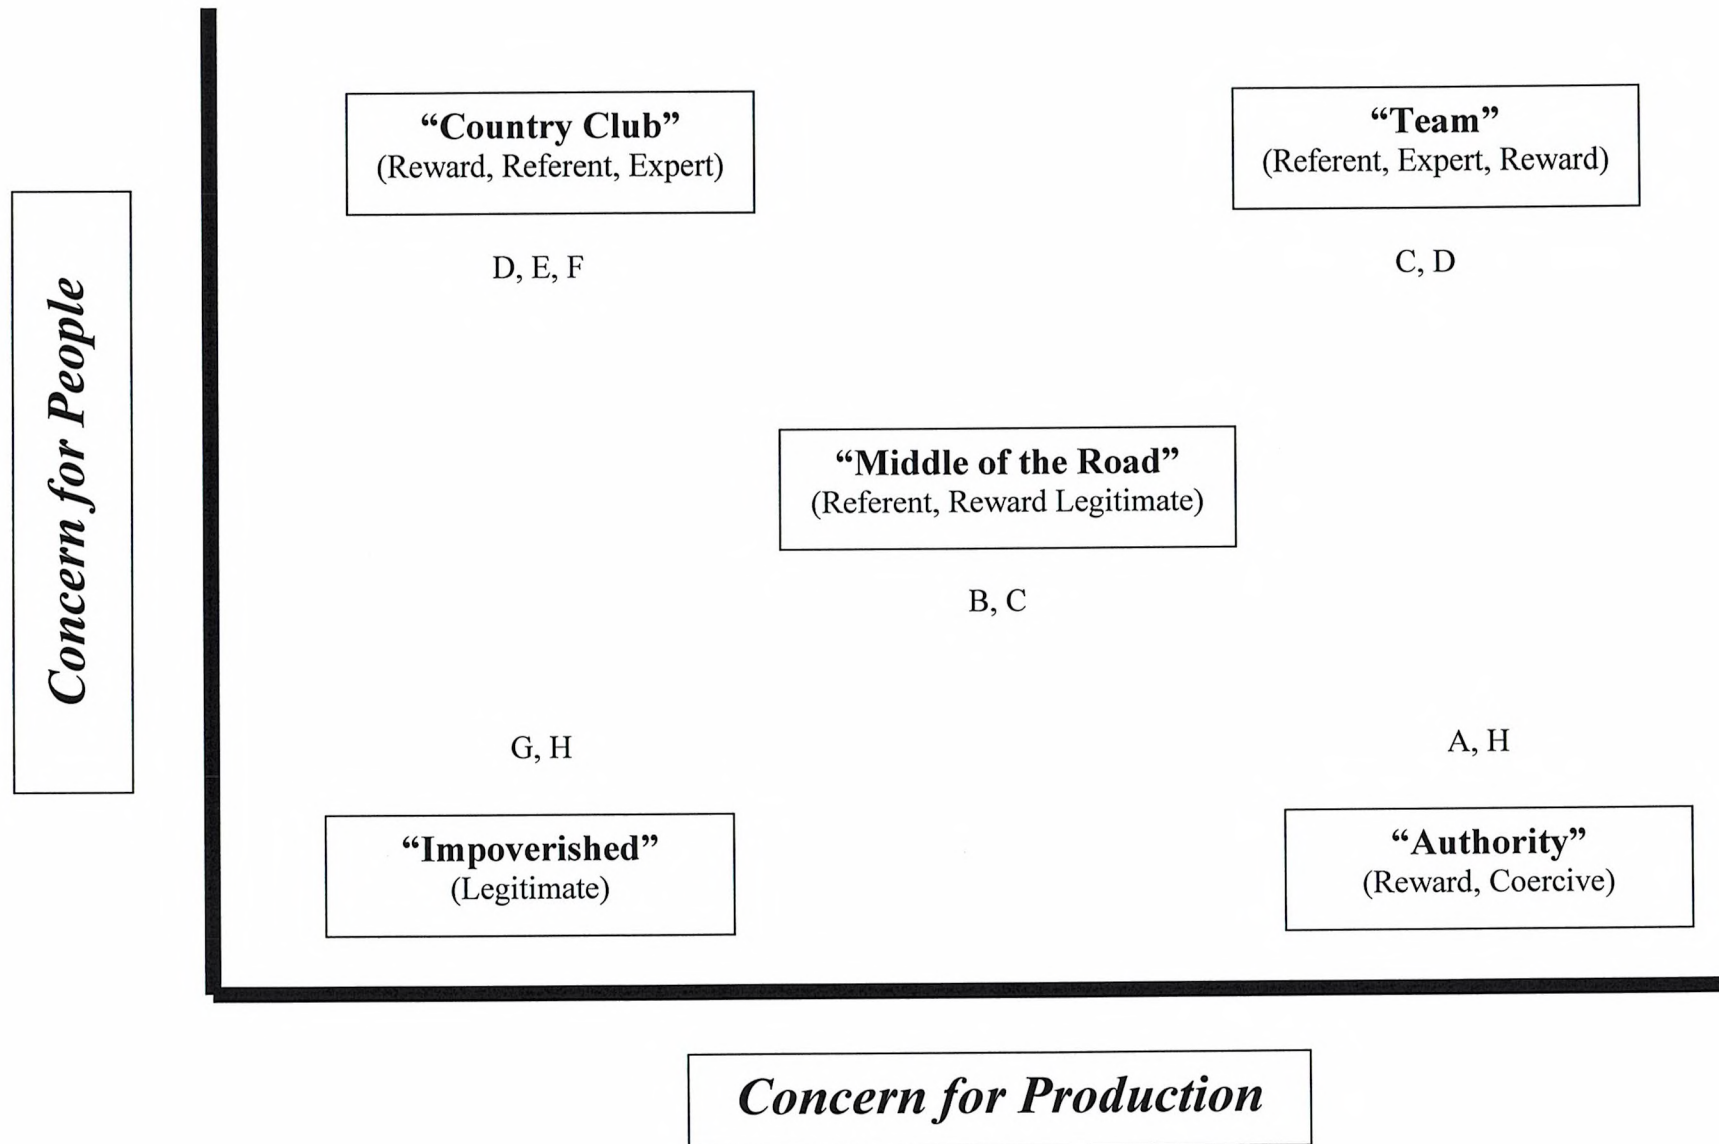 “Country Club”
(Reward, Referent, Expert)
D, E, F
“Team”
(Referent, Expert, Reward)
C, D
Concern for People
“Middle of the Road”
(Referent, Reward Legitimate)
B, C
G, H
“Impoverished”
(Legitimate)
A, H
“Authority”
(Reward, Coercive)
Concern for Production